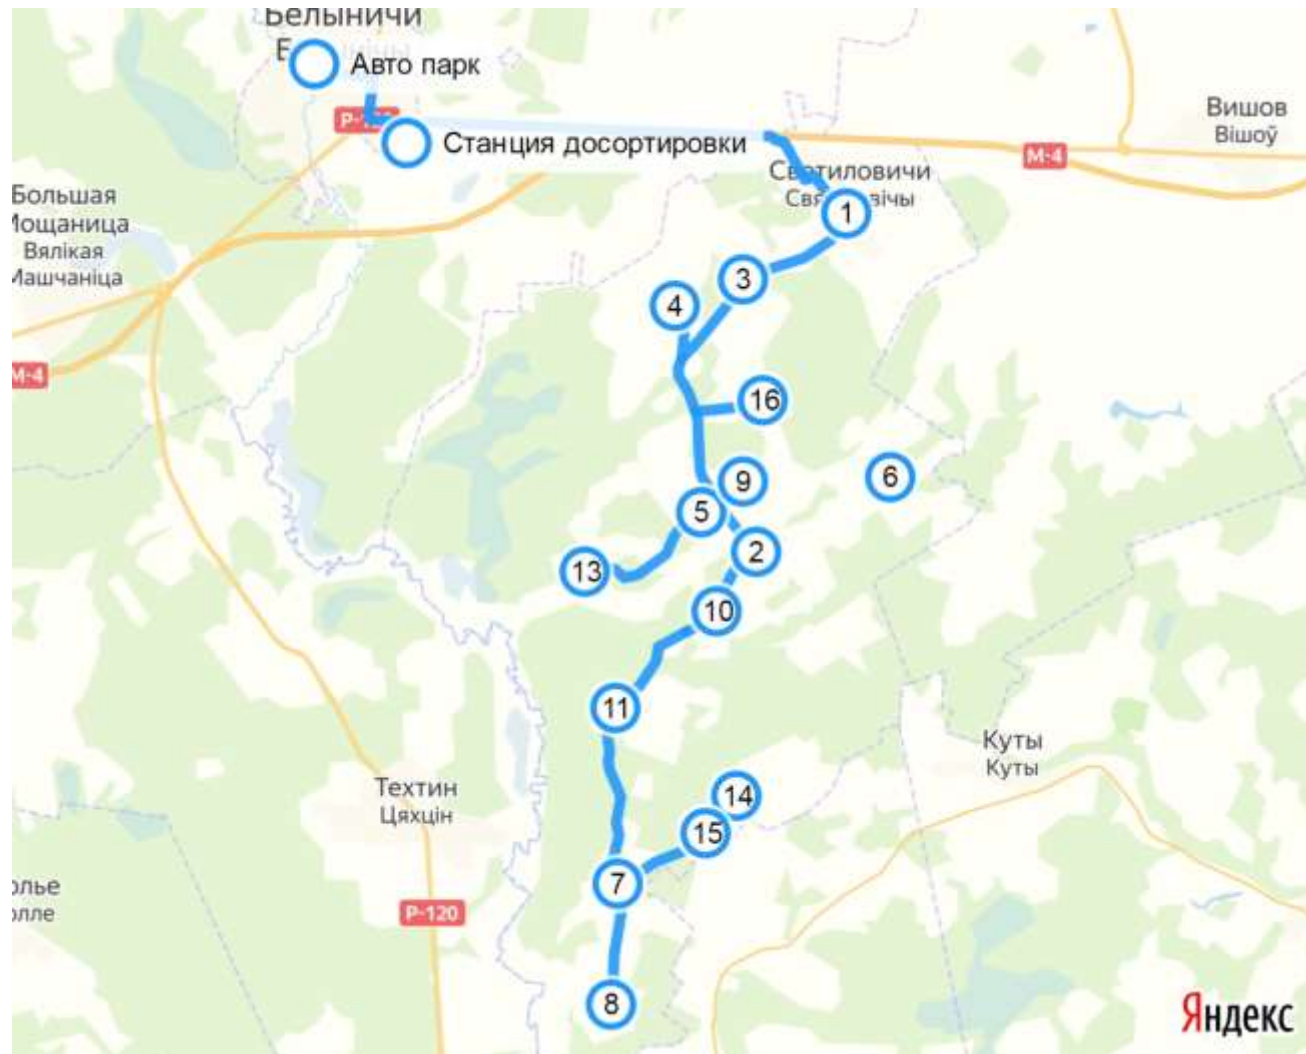 Белыничи
Авто парк
Р-122
Станция досортировки
Вишов
Вішоў
М-4
Светиловичи
1
Большая
Мощаница
Вялікая
Машчаніца
3
4
М-4
16
6
9
5
2
13
10
11
Куты
Куты
Техтин
Цяхцін
14
15
7
Р-120
8
Яндекс